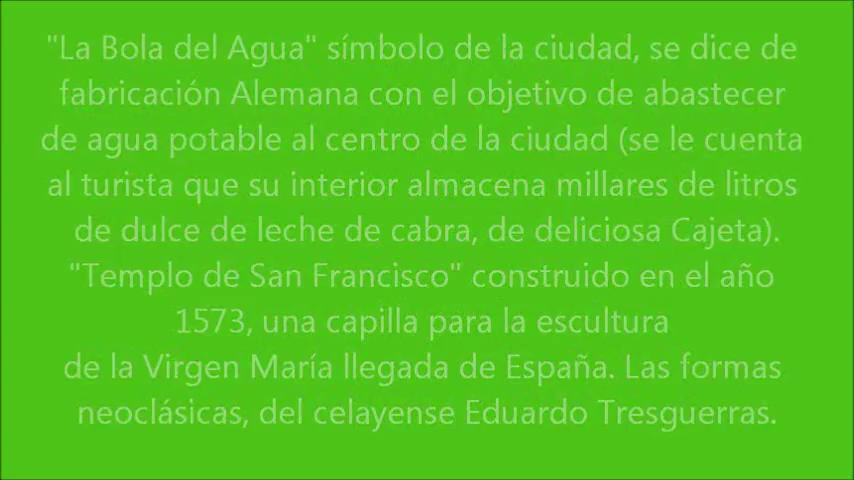 "La Bola del Agua" símbolo de la ciudad, se dice de
fabricación Alemana con el objetivo de abastecer
de agua potable al centro de la ciudad (se le cuenta
al turista que su interior almacena millares de litros
de dulce de leche de cabra, de deliciosa Cajeta).
"Templo de San Francisco" construido en el año
1573, una capilla para la escultura
de la Virgen María llegada de España. Las formas
neoclásicas, del celayense Eduardo Tresguerras.